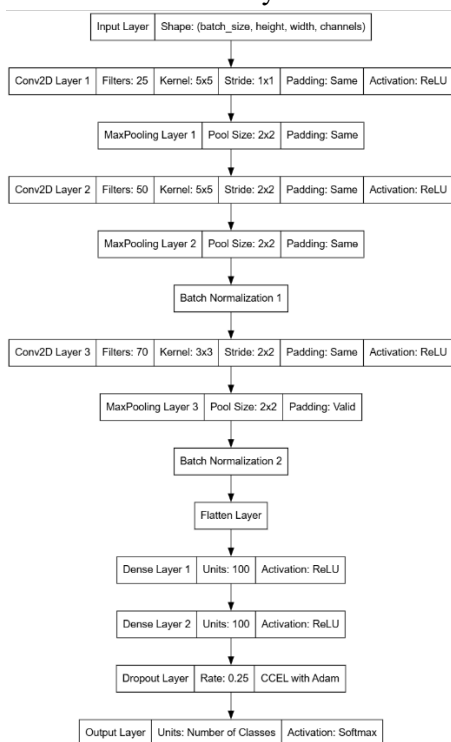 Input Layer Shape: (batch_size, height, width, channels)
Conv2D Layer 1 Filters: 25 Kernel: 5x5 Stride: 1x1 Padding: Same Activation: ReLU
MaxPooling Layer 1 Pool Size: 2x2 Padding: Same
Conv2D Layer 2 Filters: 50 Kernel: 5x5 Stride: 2x2 Padding: Same Activation: ReLU
MaxPooling Layer 2 Pool Size: 2x2 Padding: Same
Batch Normalization 1
Conv2D Layer 3 Filters: 70 Kernel: 3x3 Stride: 2x2 Padding: Same Activation: ReLU
MaxPooling Layer 3 Pool Size: 2x2 Padding: Valid
Batch Normalization 2
Flatten Layer
Dense Layer 1 Units: 100 Activation: ReLU
Dense Layer 2 Units: 100 Activation: ReLU
Dropout Layer Rate: 0.25 CCEL with Adam
Output Layer Units: Number of Classes Activation: Softmax